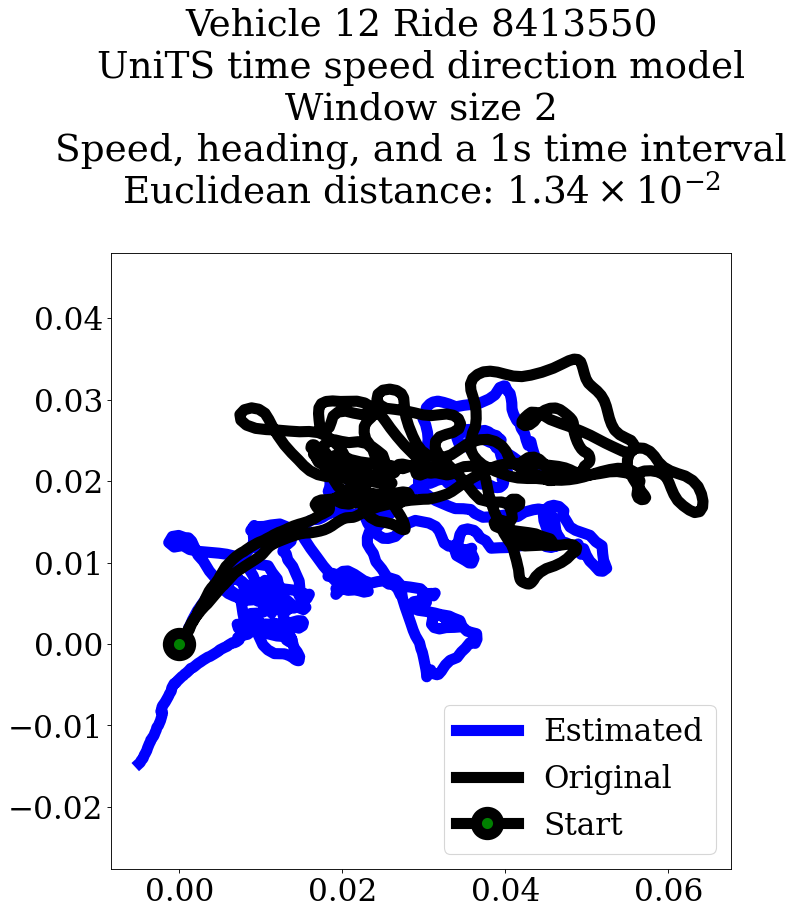 Vehicle 12 Ride 8413550
UniTS time speed direction model
Window size 2
Speed, heading, and a 1s time interval
Euclidean distance: 1.34 × 10⁻²
0.04
0.03
0.02
0.01
0.00
−0.01
−0.02
Estimated
Original
Start
0.00 0.02 0.04 0.06